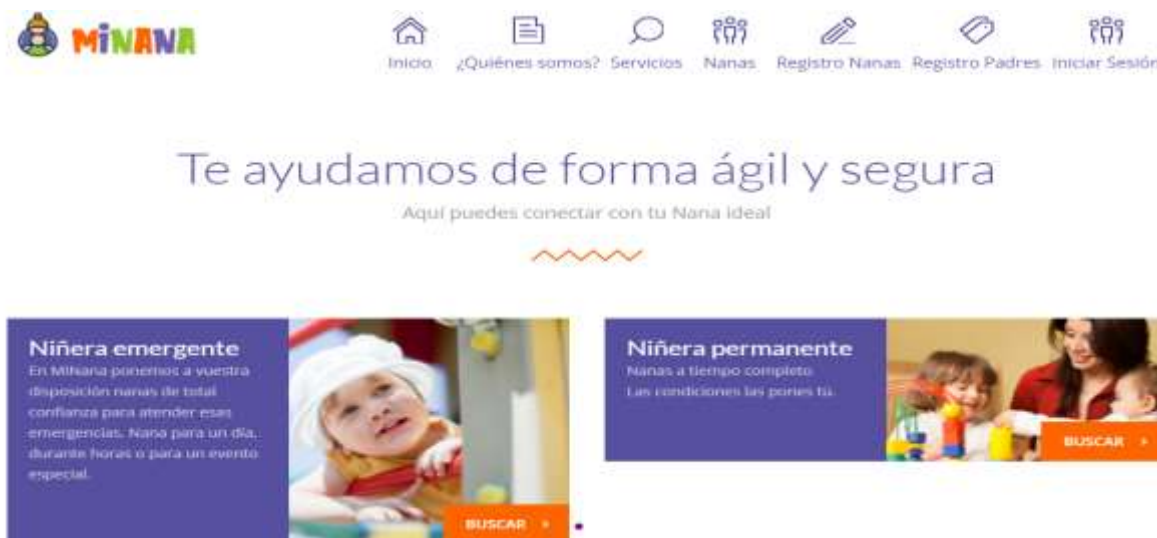 MiNANA
Inicio
¿Quiénes somos?
Servicios
Nanas
Registro Nanas
Registro Padres
Iniciar Sesión
Te ayudamos de forma ágil y segura
Aquí puedes conectar con tu Nana ideal
Niñera emergente
En MiNana ponemos a vuestra
disposición nanas de total
confianza para atender esas
emergencias. Nana para un día,
durante horas o para un evento
especial.
BUSCAR >
Niñera permanente
Nanas a tiempo completo
Las condiciones las pones tú.
BUSCAR >